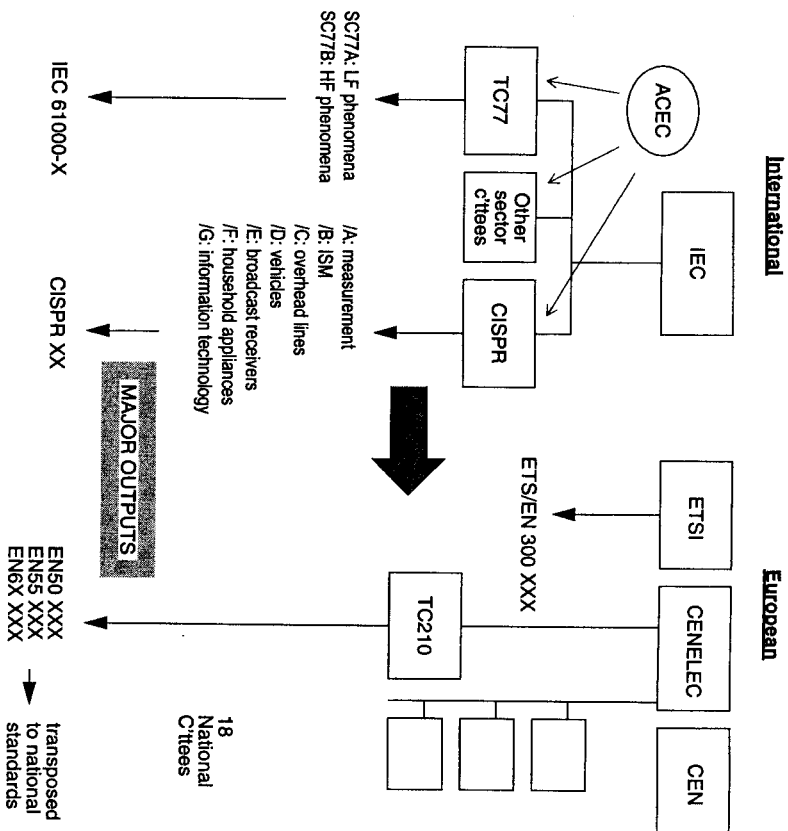 International
European
IEC
ETSI
CENELEC
CEN
ACEC
TC77
Other
sector
c'ttees
CISPR
ETS/EN 300 XXX
TC210
SC77A: LF phenomena
SC77B: HF phenomena
/A: measurement
/B: ISM
/C: overhead lines
/D: vehicles
/E: broadcast receivers
/F: household appliances
/G: information technology
18
National
C'ttees
IEC 61000-X
CISPR XX
MAJOR OUTPUTS
EN50 XXX
EN55 XXX
EN6X XXX
transposed
to national
standards